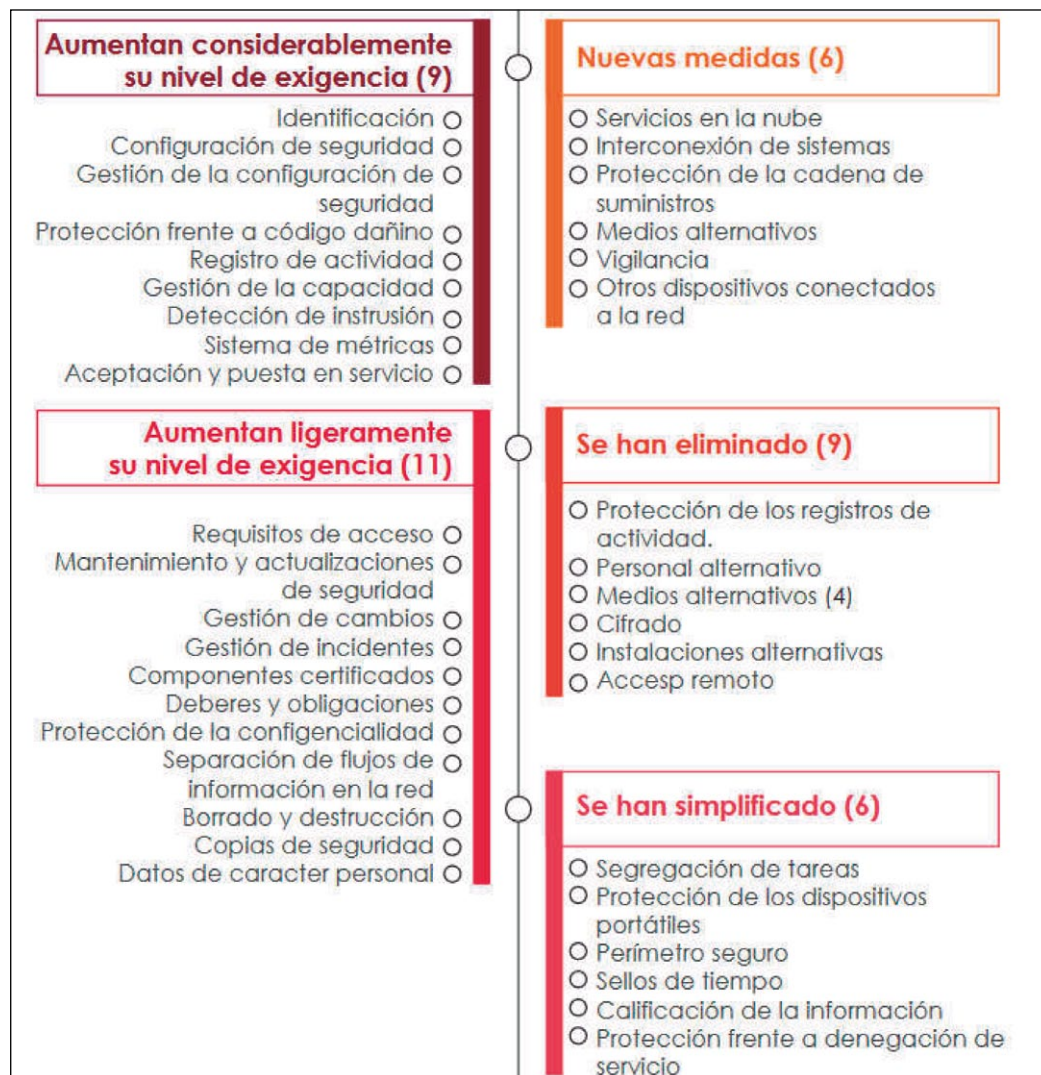 Aumentan considerablemente
su nivel de exigencia (9)
Identificación
Configuración de seguridad
Gestión de la configuración de
seguridad
Protección frente a código dañino
Registro de actividad
Gestión de la capacidad
Detección de instrusión
Sistema de métricas
Aceptación y puesta en servicio
Aumentan ligeramente
su nivel de exigencia (11)
Requisitos de acceso
Mantenimiento y actualizaciones
de seguridad
Gestión de cambios
Gestión de incidentes
Componentes certificados
Deberes y obligaciones
Protección de la configencialidad
Separación de flujos de
información en la red
Borrado y destrucción
Copias de seguridad
Datos de caracter personal
Nuevas medidas (6)
Servicios en la nube
Interconexión de sistemas
Protección de la cadena de
suministros
Medios alternativos
Vigilancia
Otros dispositivos conectados
a la red
Se han eliminado (9)
Protección de los registros de
actividad.
Personal alternativo
Medios alternativos (4)
Cifrado
Instalaciones alternativas
Accesp remoto
Se han simplificado (6)
Segregación de tareas
Protección de los dispositivos
portátiles
Perímetro seguro
Sellos de tiempo
Calificación de la información
Protección frente a denegación de
servicio